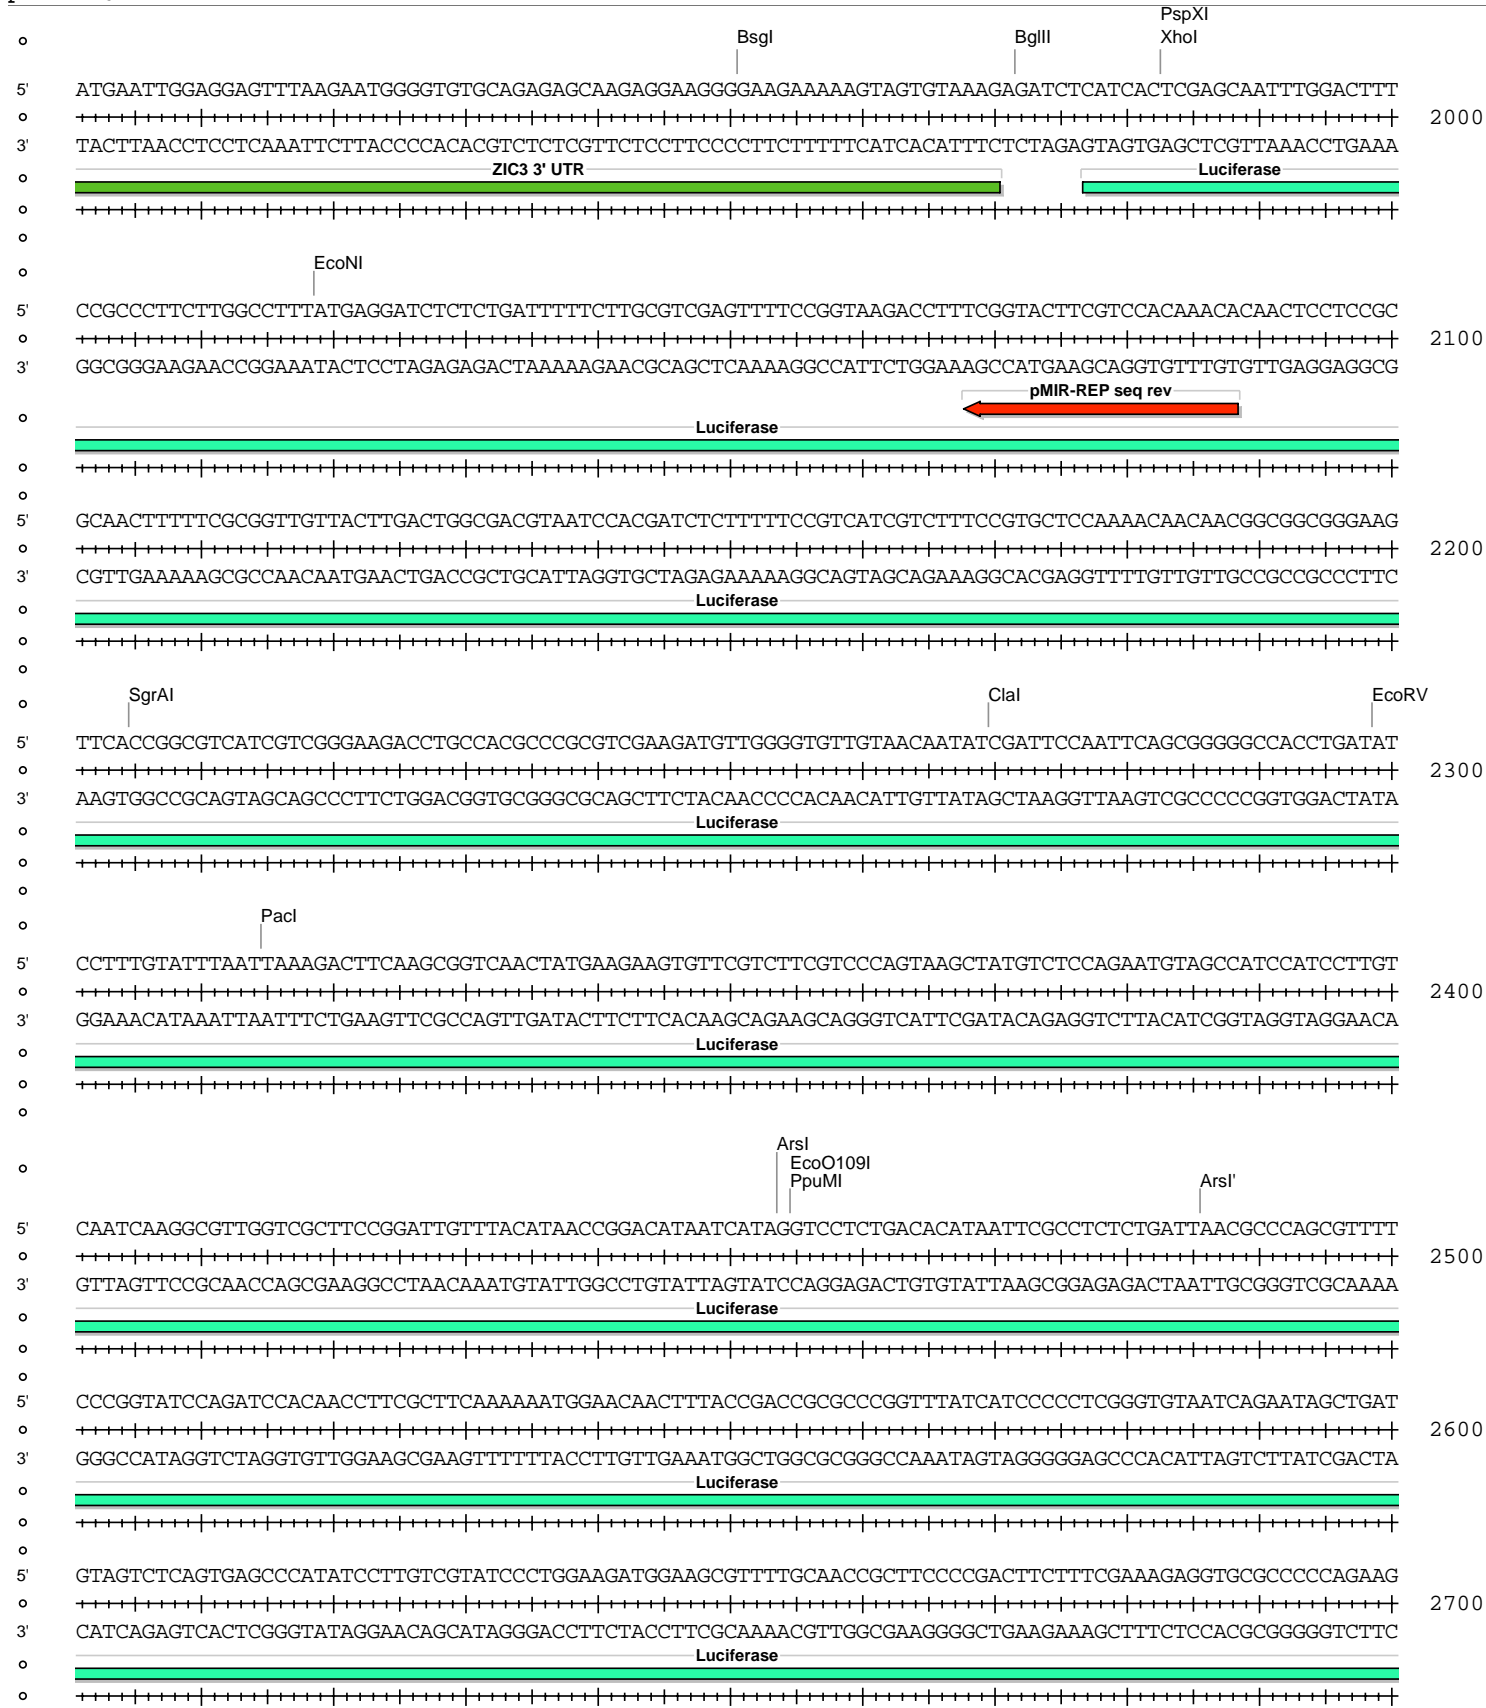 PspXI
BsgI BglII XhoI
5' ATGAATTGGAGGAGTTTAAGAATGGGGTGTGCAGAGAGCAAGAGGAAGGGGAAGAAAAAGTAGTGTAAAGAGATCTCATCACTCGAGCAATTTGGACTTT
2000
3' TACTTAACCTCCTCAAATTCTTACCCCACACGTCTCTCGTTCTCCTTCCCCTTCTTTTTCATCACATTTCTCTAGAGTAGTGAGCTCGTTAAACCTGAAA
ZIC3 3' UTR Luciferase
EcoNI
5' CCGCCCTTCTTGGCCTTTATGAGGATCTCTCTGATTTTTCTTGCGTCGAGTTTTCCGGTAAGACCTTTCGGTACTTCGTCCACAAACACAACTCCTCCGC
2100
3' GGCGGGAAGAACCGGAAATACTCCTAGAGAGACTAAAAAGAACGCAGCTCAAAAGGCCATTCTGGAAAGCCATGAAGCAGGTGTTTGTGTTGAGGAGGCG
pMIR-REP seq rev
Luciferase
5' GCAACTTTTTCGCGGTTGTTACTTGACTGGCGACGTAATCCACGATCTCTTTTTCCGTCATCGTCTTTCCGTGCTCCAAAACAACAACGGCGGCGGGAAG
2200
3' CGTTGAAAAAGCGCCAACAATGAACTGACCGCTGCATTAGGTGCTAGAGAAAAAGGCAGTAGCAGAAAGGCACGAGGTTTTGTTGTTGCCGCCGCCCTTC
Luciferase
SgrAI ClaI EcoRV
5' TTCACCGGCGTCATCGTCGGGAAGACCTGCCACGCCCGCGTCGAAGATGTTGGGGTGTTGTAACAATATCGATTCCAATTCAGCGGGGGCCACCTGATAT
2300
3' AAGTGGCCGCAGTAGCAGCCCTTCTGGACGGTGCGGGCGCAGCTTCTACAACCCCACAACATTGTTATAGCTAAGGTTAAGTCGCCCCCGGTGGACTATA
Luciferase
PacI
5' CCTTTGTATTTAATTAAAGACTTCAAGCGGTCAACTATGAAGAAGTGTTCGTCTTCGTCCCAGTAAGCTATGTCTCCAGAATGTAGCCATCCATCCTTGT
2400
3' GGAAACATAAATTAATTTCTGAAGTTCGCCAGTTGATACTTCTTCACAAGCAGAAGCAGGGTCATTCGATACAGAGGTCTTACATCGGTAGGTAGGAACA
Luciferase
ArsI
EcoO109I
PpuMI ArsI'
5' CAATCAAGGCGTTGGTCGCTTCCGGATTGTTTACATAACCGGACATAATCATAGGTCCTCTGACACATAATTCGCCTCTCTGATTAACGCCCAGCGTTTT
2500
3' GTTAGTTCCGCAACCAGCGAAGGCCTAACAAATGTATTGGCCTGTATTAGTATCCAGGAGACTGTGTATTAAGCGGAGAGACTAATTGCGGGTCGCAAAA
Luciferase
5' CCCGGTATCCAGATCCACAACCTTCGCTTCAAAAAATGGAACAACTTTACCGACCGCGCCCGGTTTATCATCCCCCTCGGGTGTAATCAGAATAGCTGAT
2600
3' GGGCCATAGGTCTAGGTGTTGGAAGCGAAGTTTTTTACCTTGTTGAAATGGCTGGCGCGGGCCAAATAGTAGGGGGAGCCCACATTAGTCTTATCGACTA
Luciferase
5' GTAGTCTCAGTGAGCCCATATCCTTGTCGTATCCCTGGAAGATGGAAGCGTTTTGCAACCGCTTCCCCGACTTCTTTCGAAAGAGGTGCGCCCCCAGAAG
2700
3' CATCAGAGTCACTCGGGTATAGGAACAGCATAGGGACCTTCTACCTTCGCAAAACGTTGGCGAAGGGGCTGAAGAAAGCTTTCTCCACGCGGGGGTCTTC
Luciferase